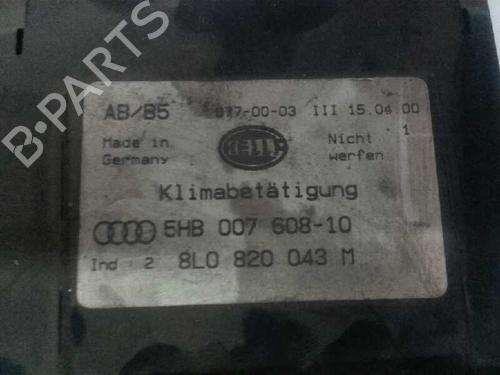 B-PARTS
AB/B5 077-00-03 III 15.04.00
Made in Germany HELLA Nicht werfen 1
Klimabetätigung
5HB 007 608-10
Ind : 2 8L0 820 043 M